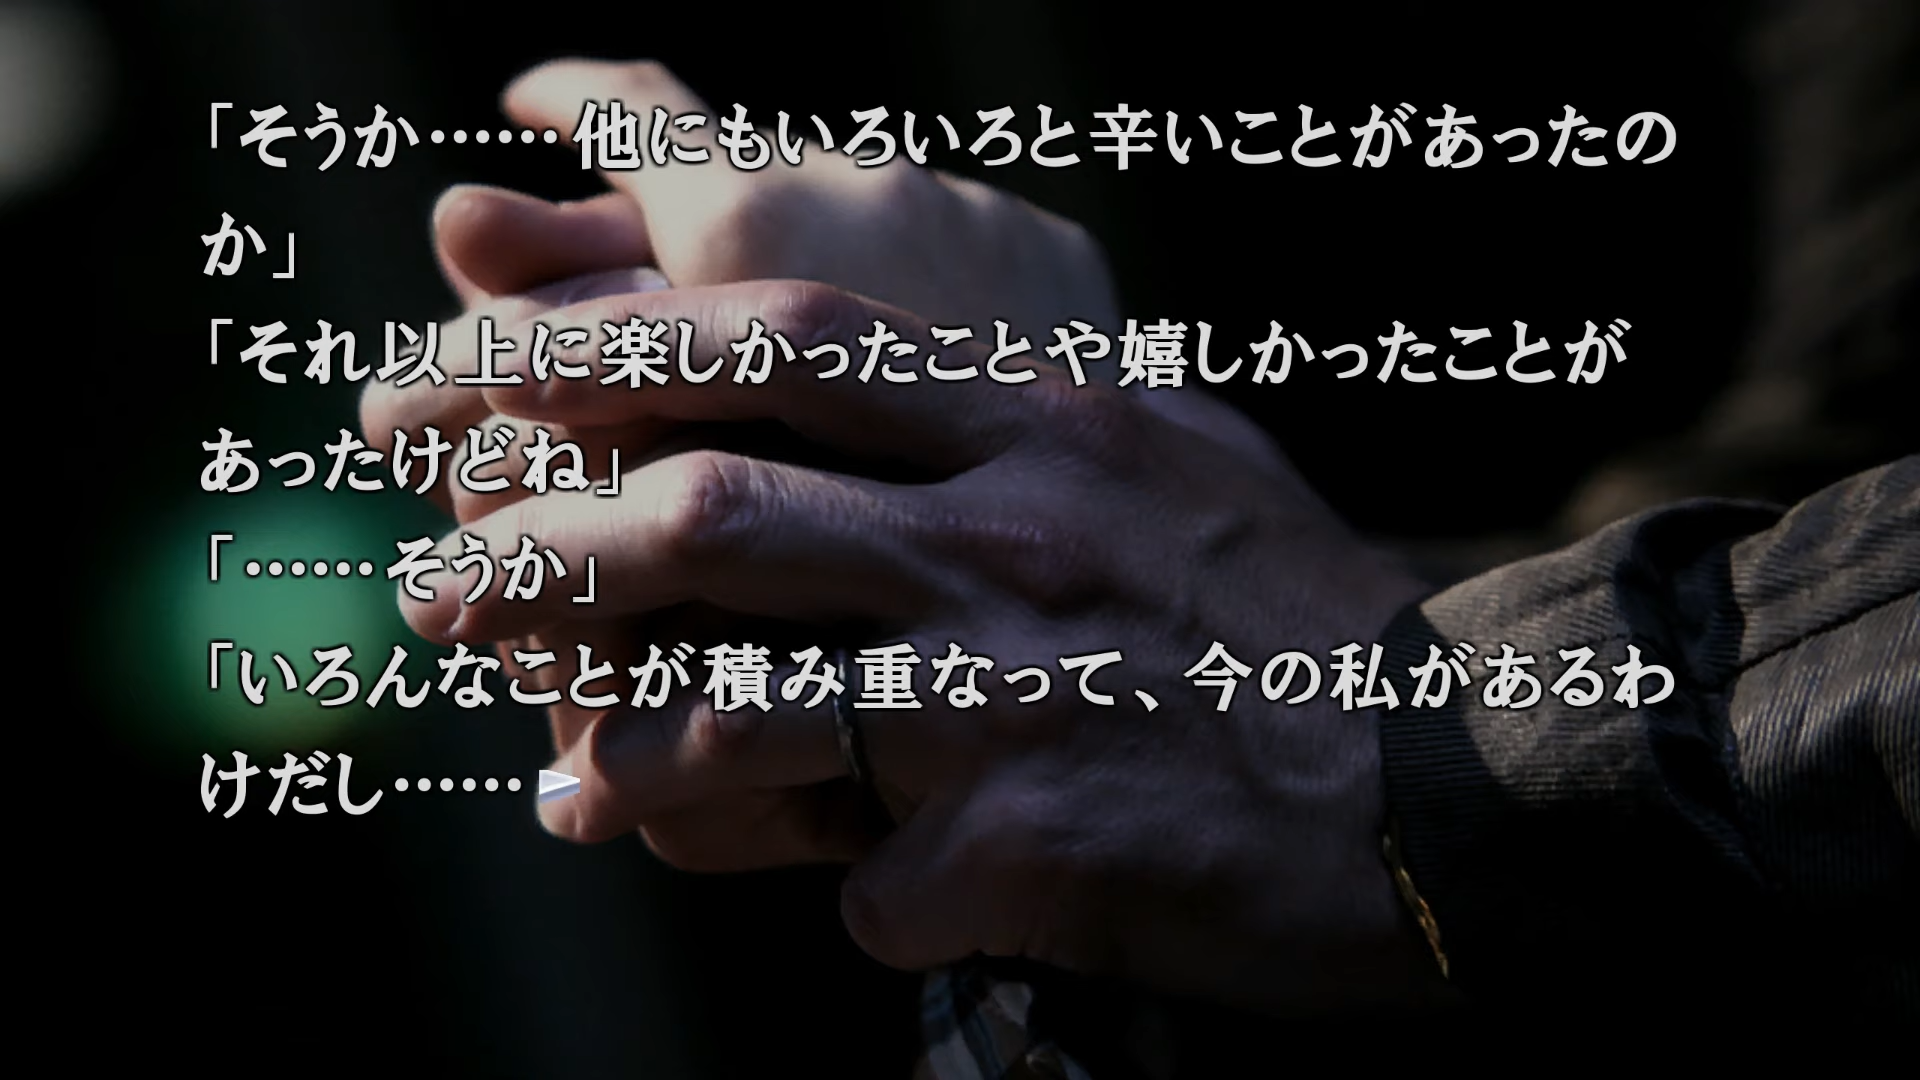 「そうか……他にもいろいろと辛いことがあったの
か」
「それ以上に楽しかったことや嬉しかったことが
あったけどね」
「……そうか」
「いろんなことが積み重なって、今の私があるわ
けだし……